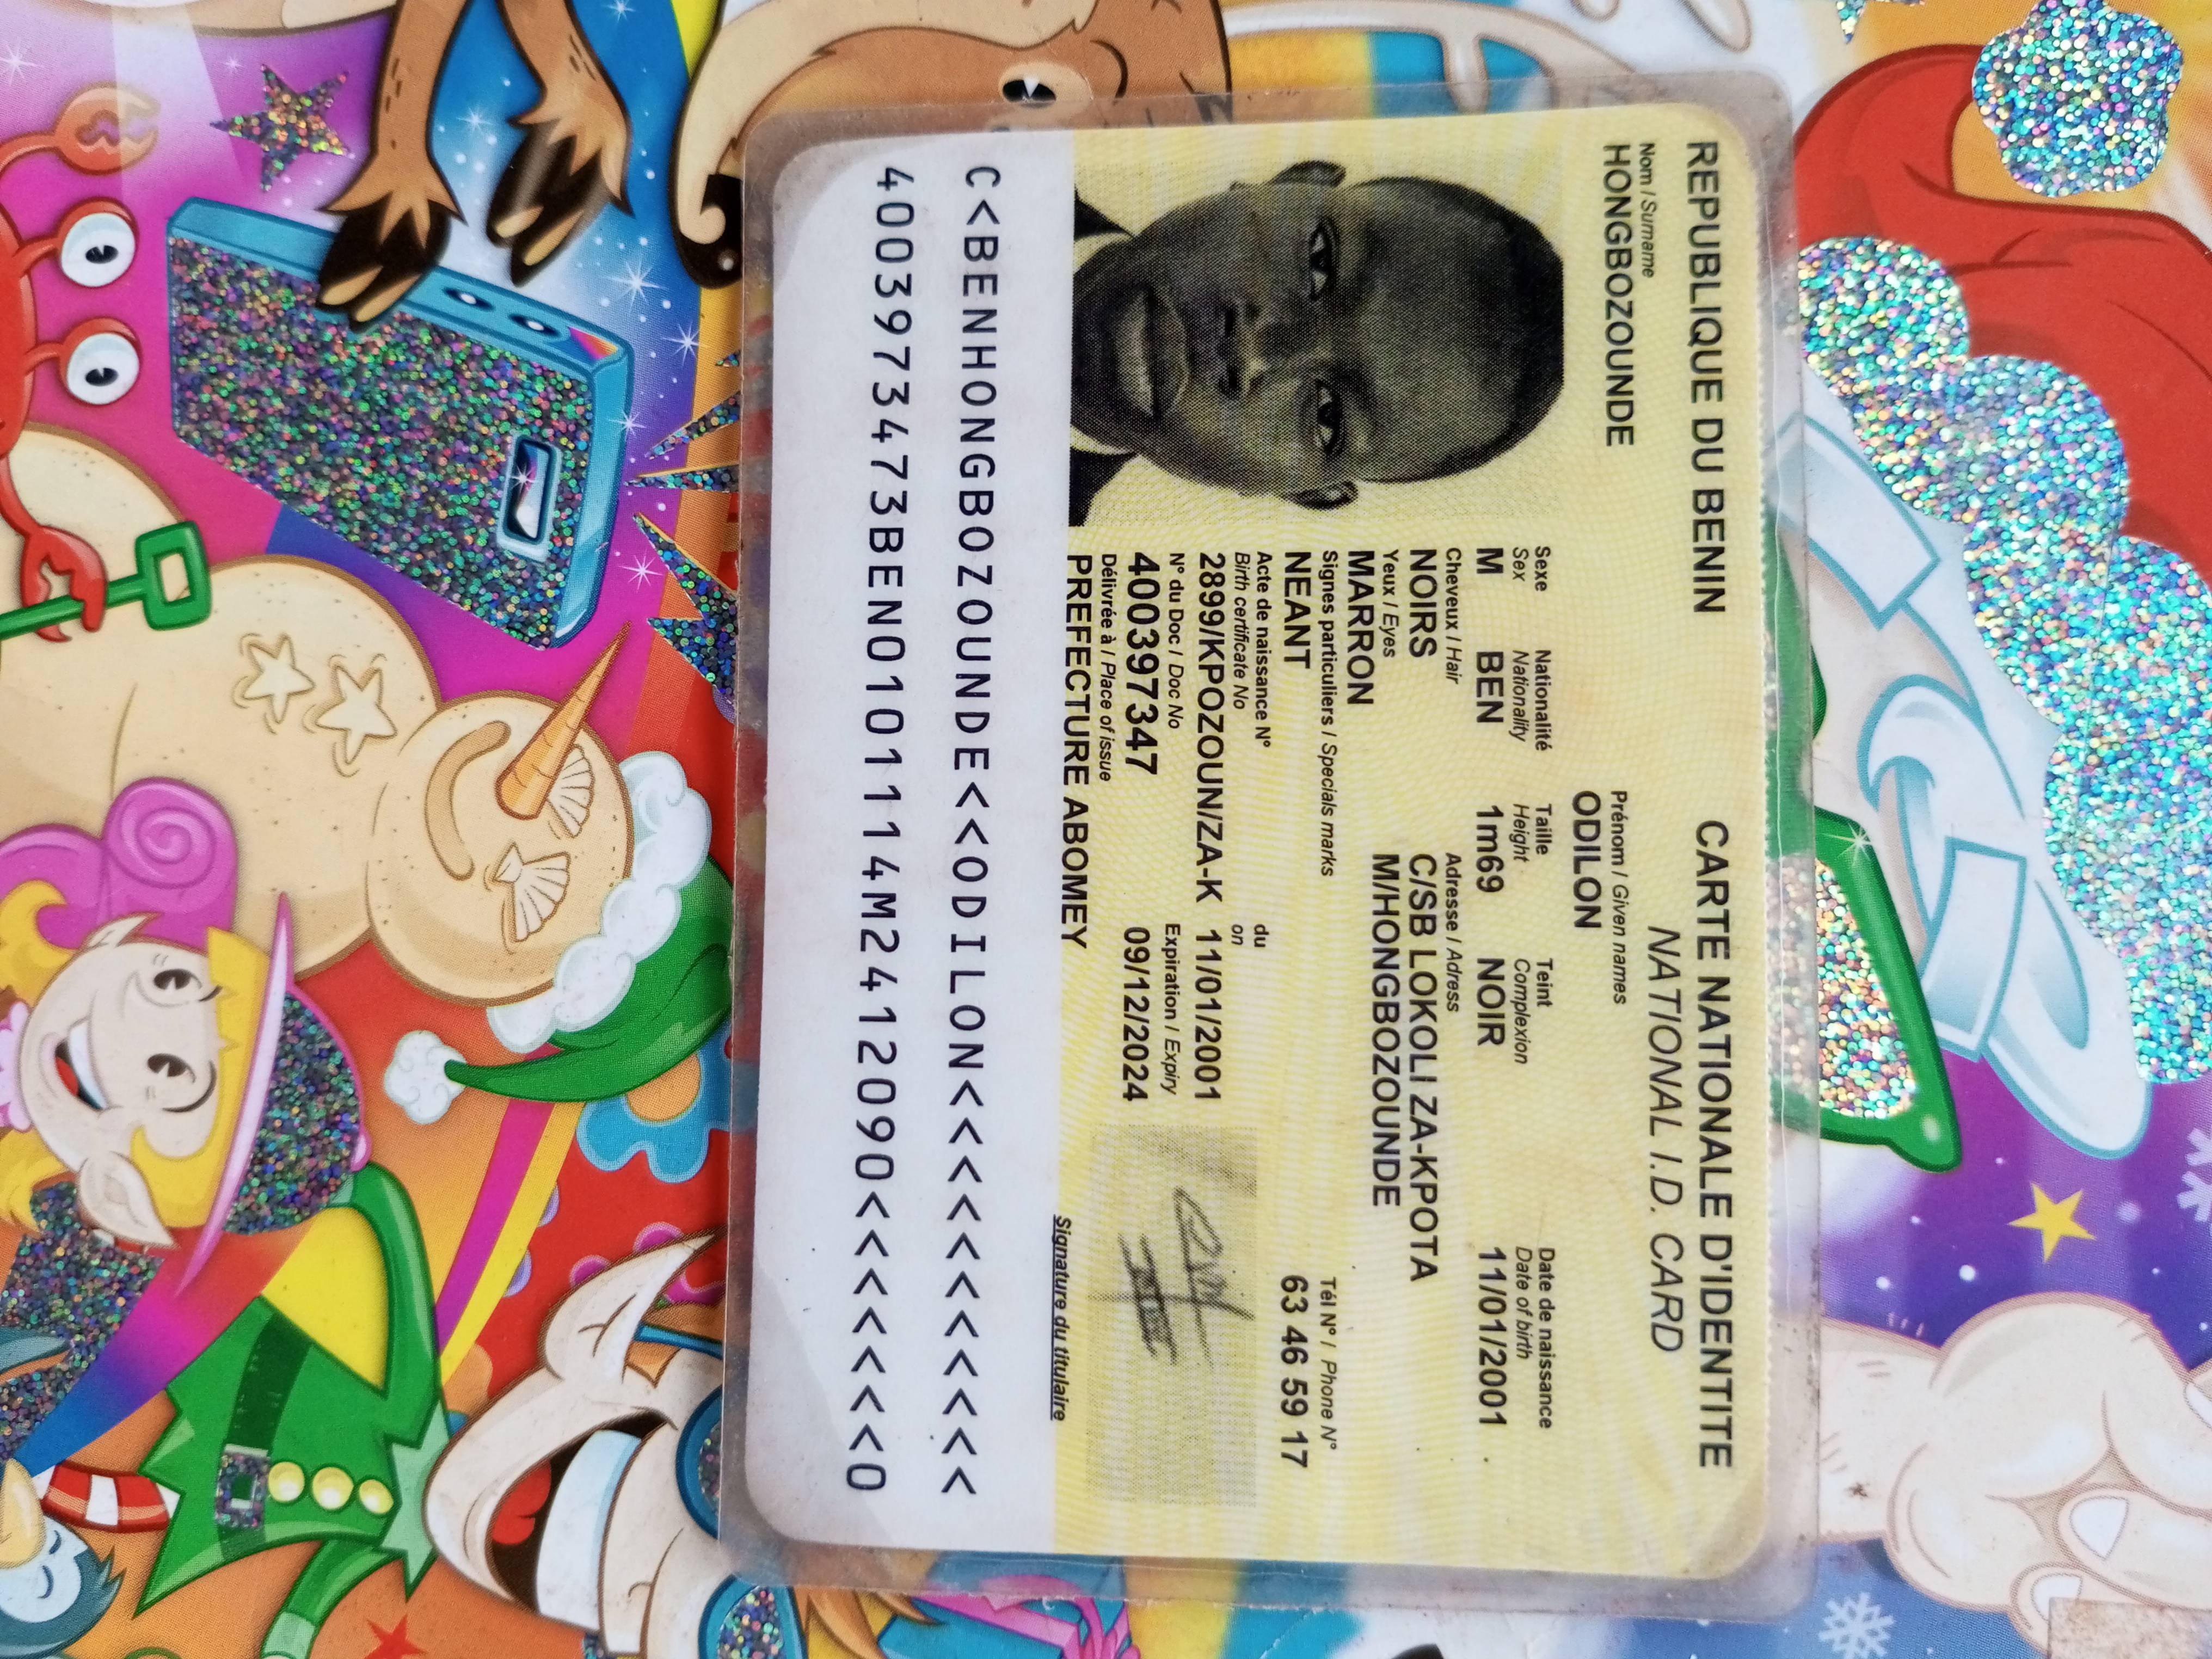 REPUBLIQUE DU BENIN CARTE NATIONALE D'IDENTITE
NATIONAL I.D. CARD
Nom / Surname
HONGBOZOUNDE
Prénom / Given names
ODILON
Sexe Nationalité Taille Teint Date de naissance
Sex Nationality Height Complexion Date of birth
M BEN 1m69 NOIR 11/01/2001
Cheveux / Hair Adresse / Adress
NOIRS C/SB LOKOLI ZA-KPOTA
Yeux / Eyes
MARRON M/HONGBOZOUNDE
Signes particuliers / Specials marks Tél N° / Phone N°
NEANT 63 46 59 17
Acte de naissance N° du
Birth certificate No on
2899/KPOZOUN/ZA-K 11/01/2001
N° du Doc / Doc No Expiration / Expiry
400397347 09/12/2024
Délivrée à / Place of issue
PREFECTURE ABOMEY
Signature du titulaire
C<BENHONGBOZOUNDE<<ODILON<<<<<<<<<<<
4003973473BEN0101114M2412090<<<<<<<0